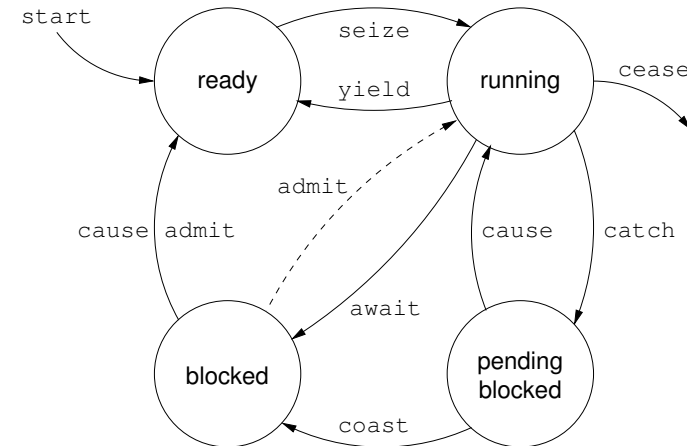 start
seize
ready
running
cease
yield
admit
cause admit
cause
catch
await
blocked
pending
blocked
coast